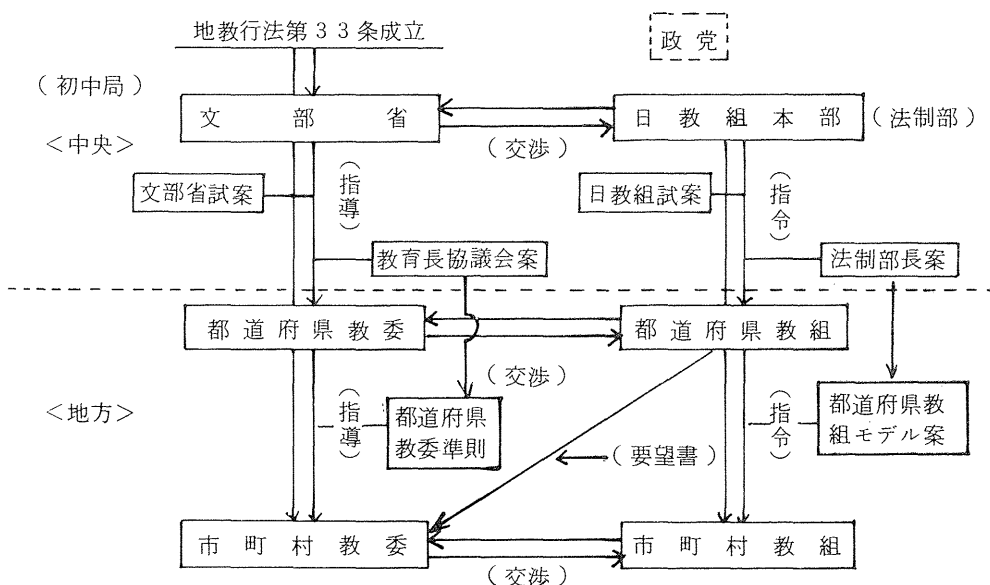 地教行法第３３条成立
政党
（初中局）
文部省
日教組本部
（法制部）
（交渉）
<中央>
文部省試案
（指導）
日教組試案
（指令）
教育長協議会案
法制部長案
都道府県教委
都道府県教組
（交渉）
<地方>
（指導）
都道府県
教委準則
（指令）
都道府県教
組モデル案
（要望書）
市町村教委
市町村教組
（交渉）